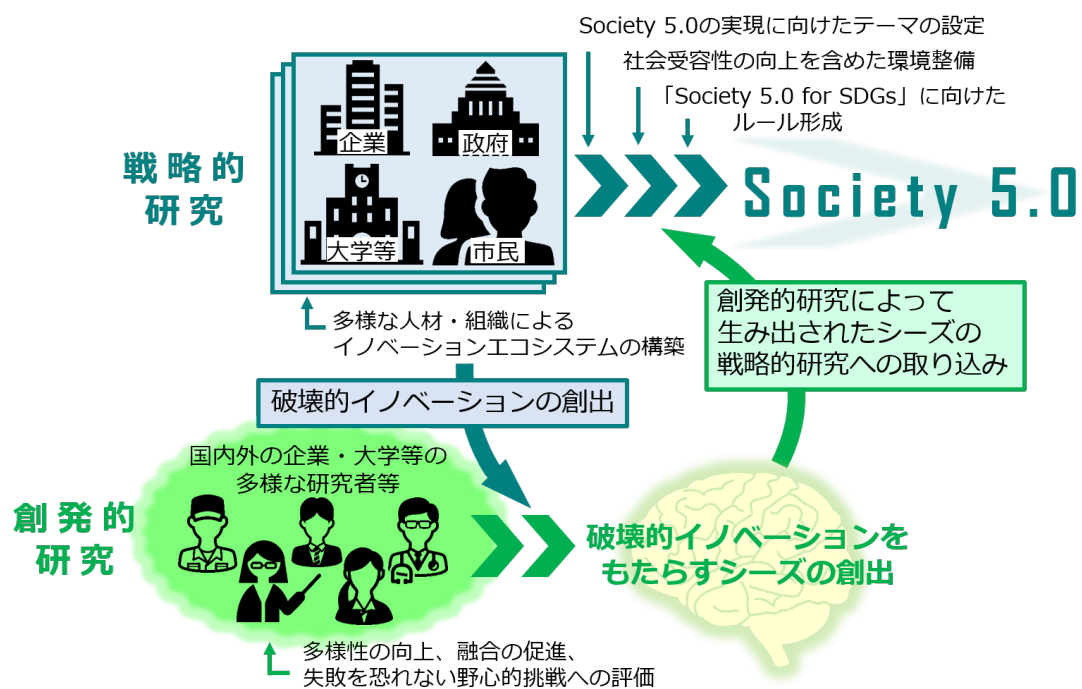 Society 5.0の実現に向けたテーマの設定
社会受容性の向上を含めた環境整備
「Society 5.0 for SDGs」に向けた
ルール形成
戦略的
研究
企業
政府
大学等
市民
Society 5.0
多様な人材・組織による
イノベーションエコシステムの構築
創発的研究によって
生み出されたシーズの
戦略的研究への取り込み
破壊的イノベーションの創出
創発的
研究
国内外の企業・大学等の
多様な研究者等
破壊的イノベーションを
もたらすシーズの創出
多様性の向上、融合の促進、
失敗を恐れない野心的挑戦への評価